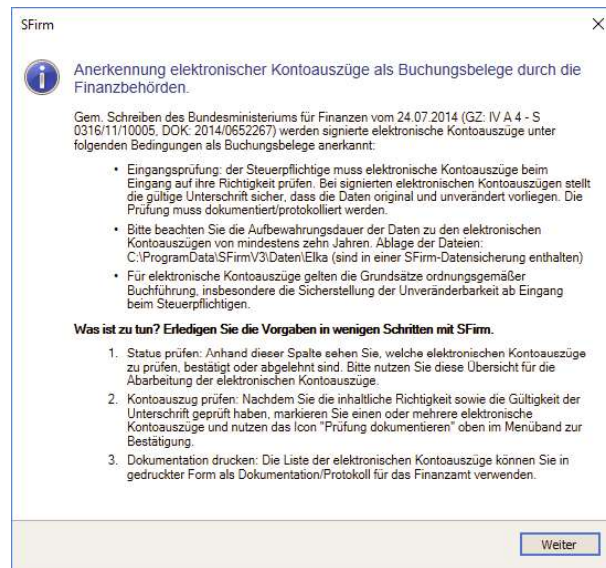 SFirm
Anerkennung elektronischer Kontoauszüge als Buchungsbelege durch die
Finanzbehörden.
Gem. Schreiben des Bundesministeriums für Finanzen vom 24.07.2014 (GZ: IV A 4 - S
0316/11/10005, DOK: 2014/0652267) werden signierte elektronische Kontoauszüge unter
folgenden Bedingungen als Buchungsbelege anerkannt:
• Eingangsprüfung: der Steuerpflichtige muss elektronische Kontoauszüge beim
Eingang auf ihre Richtigkeit prüfen. Bei signierten elektronischen Kontoauszügen stellt
die gültige Unterschrift sicher, dass die Daten original und unverändert vorliegen. Die
Prüfung muss dokumentiert/protokolliert werden.
• Bitte beachten Sie die Aufbewahrungsdauer der Daten zu den elektronischen
Kontoauszügen von mindestens zehn Jahren. Ablage der Dateien:
C:\ProgramData\SFirmV3\Daten\Elka (sind in einer SFirm-Datensicherung enthalten)
• Für elektronische Kontoauszüge gelten die Grundsätze ordnungsgemäßer
Buchführung, insbesondere die Sicherstellung der Unveränderbarkeit ab Eingang
beim Steuerpflichtigen.
Was ist zu tun? Erledigen Sie die Vorgaben in wenigen Schritten mit SFirm.
1. Status prüfen: Anhand dieser Spalte sehen Sie, welche elektronischen Kontoauszüge
zu prüfen, bestätigt oder abgelehnt sind. Bitte nutzen Sie diese Übersicht für die
Abarbeitung der elektronischen Kontoauszüge.
2. Kontoauszug prüfen: Nachdem Sie die inhaltliche Richtigkeit sowie die Gültigkeit der
Unterschrift geprüft haben, markieren Sie einen oder mehrere elektronische
Kontoauszüge und nutzen das Icon "Prüfung dokumentieren" oben im Menüband zur
Bestätigung.
3. Dokumentation drucken: Die Liste der elektronischen Kontoauszüge können Sie in
gedruckter Form als Dokumentation/Protokoll für das Finanzamt verwenden.
Weiter